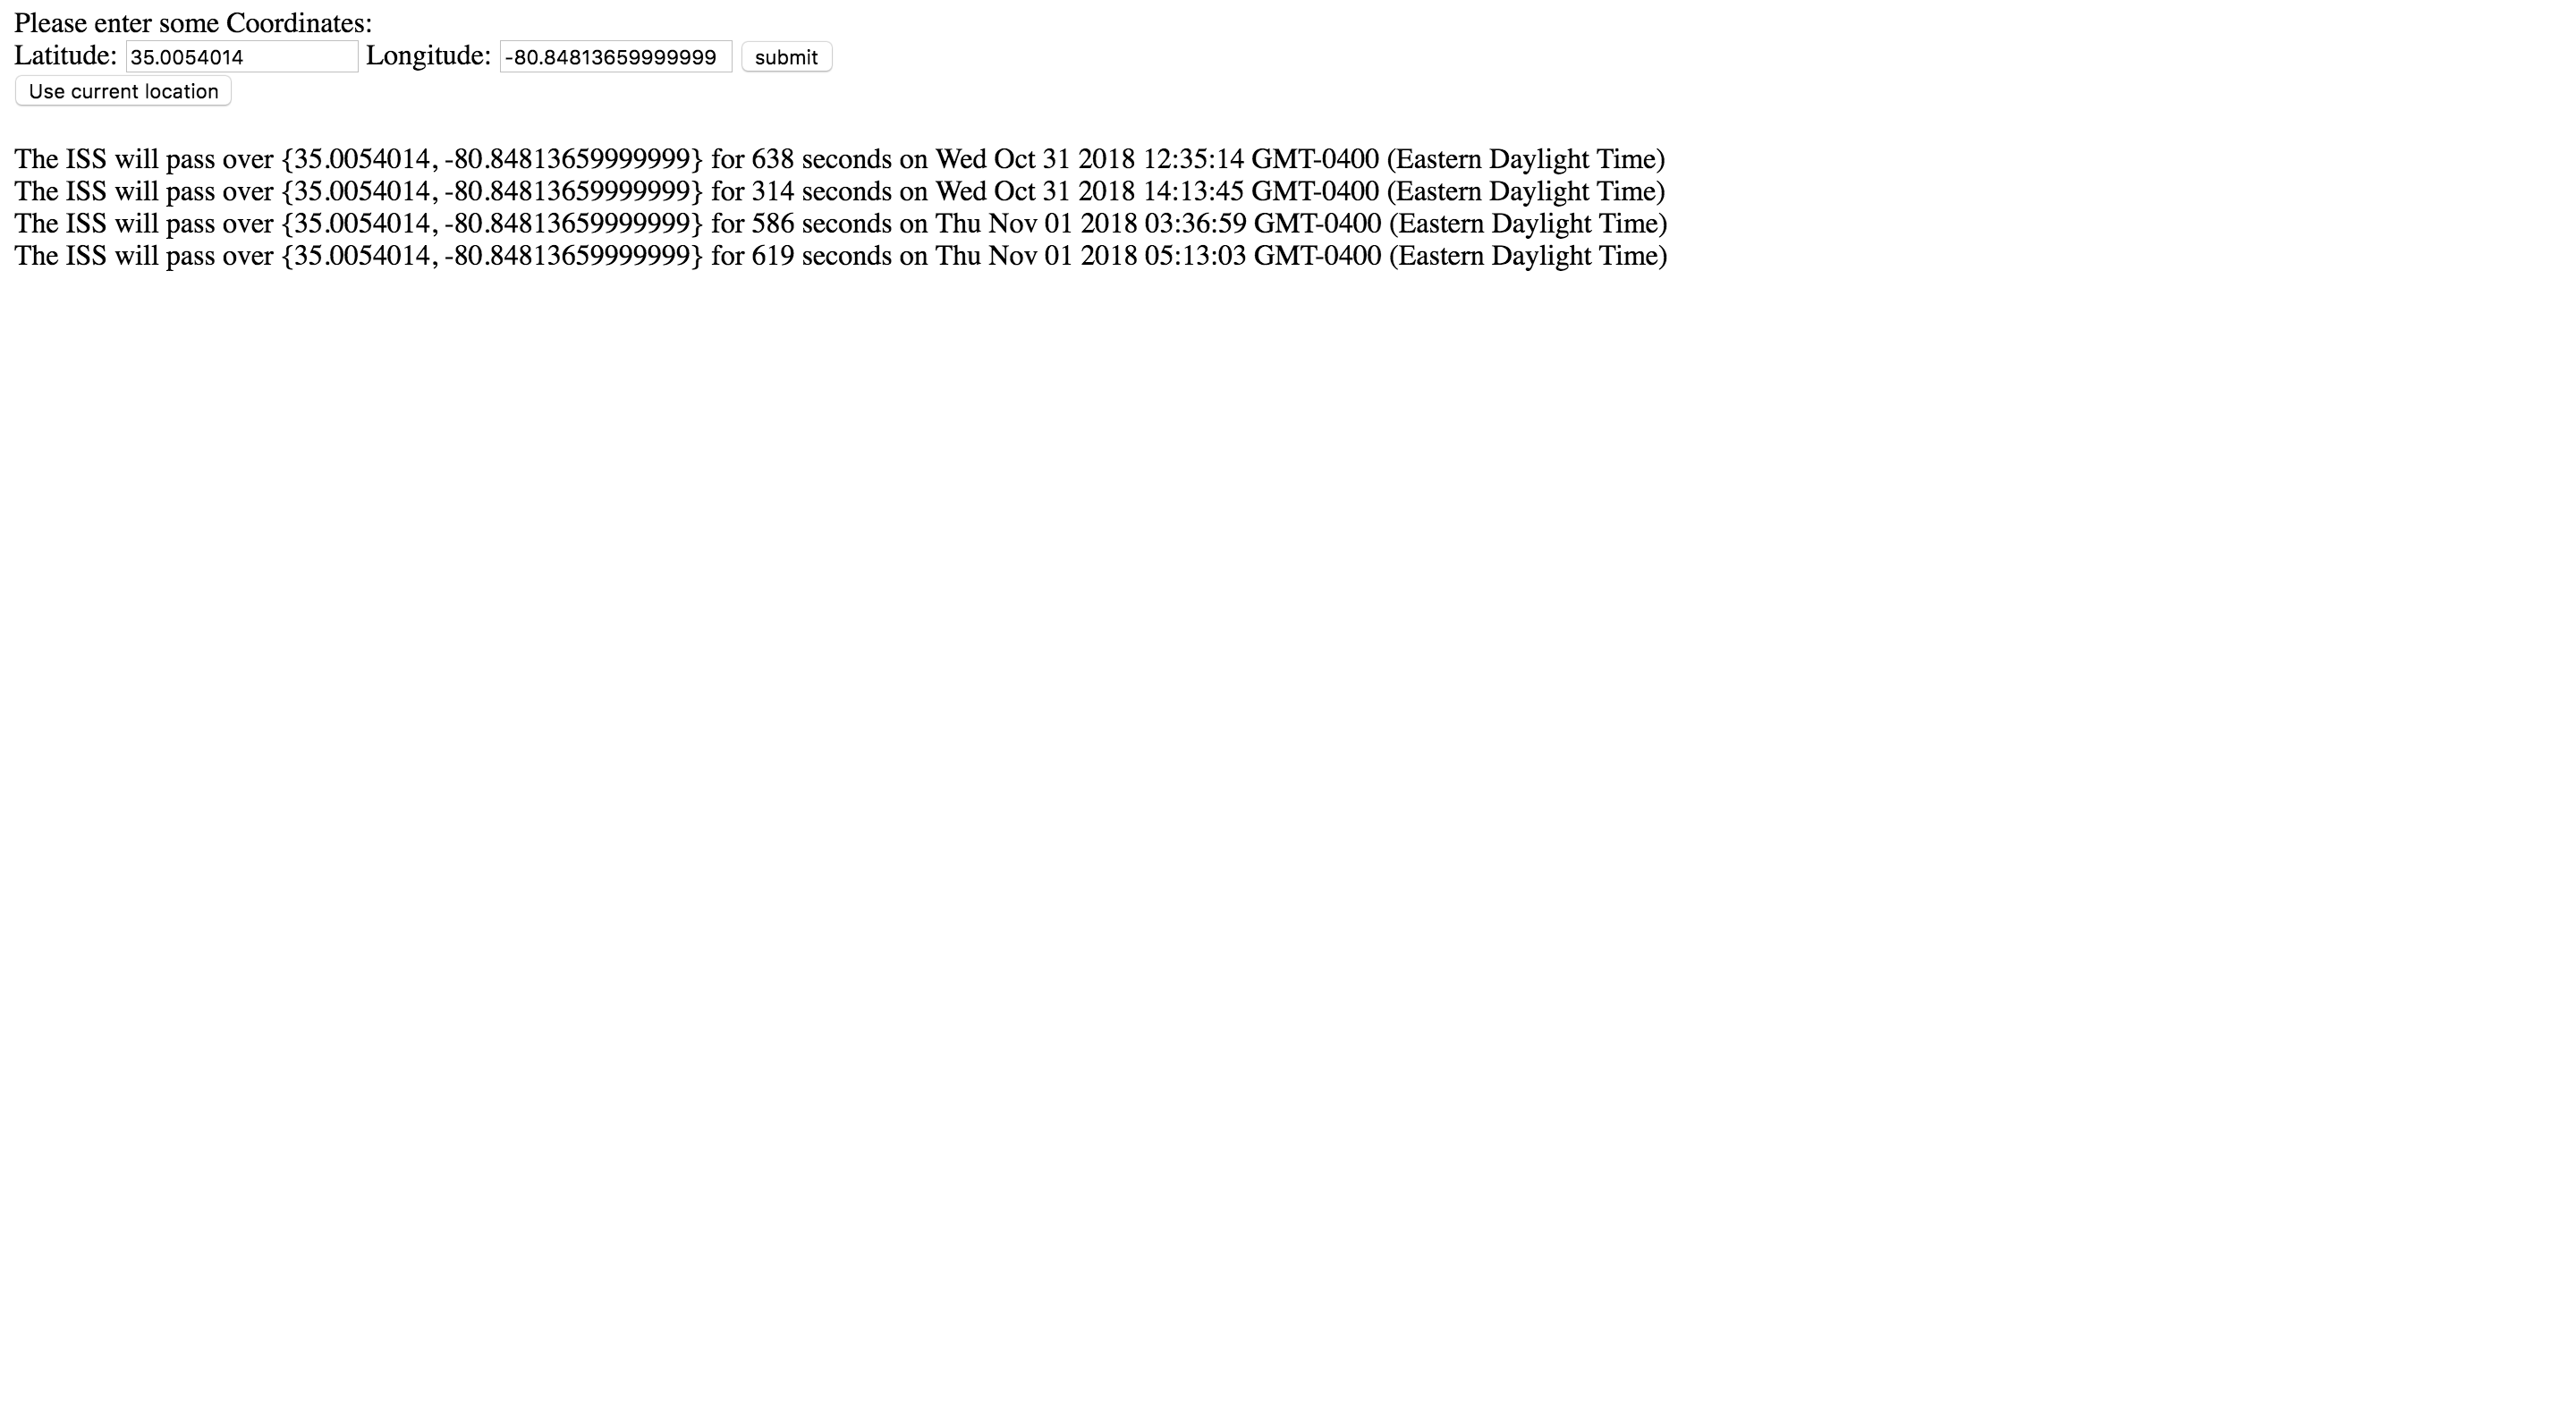 Please enter some Coordinates:
Latitude: 35.0054014 Longitude: -80.84813659999999 submit
Use current location
The ISS will pass over {35.0054014, -80.84813659999999} for 638 seconds on Wed Oct 31 2018 12:35:14 GMT-0400 (Eastern Daylight Time)
The ISS will pass over {35.0054014, -80.84813659999999} for 314 seconds on Wed Oct 31 2018 14:13:45 GMT-0400 (Eastern Daylight Time)
The ISS will pass over {35.0054014, -80.84813659999999} for 586 seconds on Thu Nov 01 2018 03:36:59 GMT-0400 (Eastern Daylight Time)
The ISS will pass over {35.0054014, -80.84813659999999} for 619 seconds on Thu Nov 01 2018 05:13:03 GMT-0400 (Eastern Daylight Time)